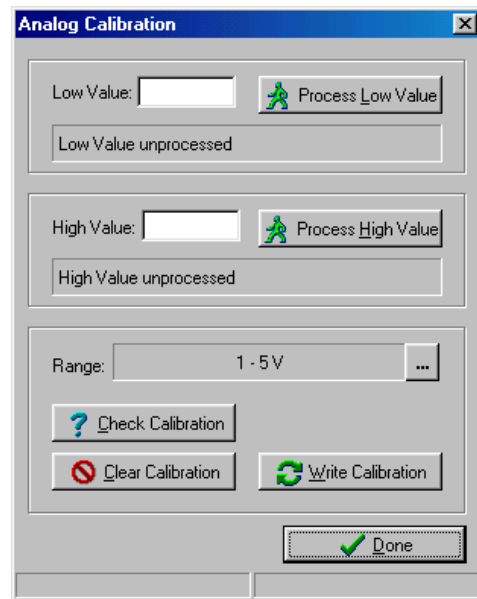 Analog Calibration
Low Value:
Process Low Value
Low Value unprocessed
High Value:
Process High Value
High Value unprocessed
Range:
1 - 5 V
...
Check Calibration
Clear Calibration
Write Calibration
Done